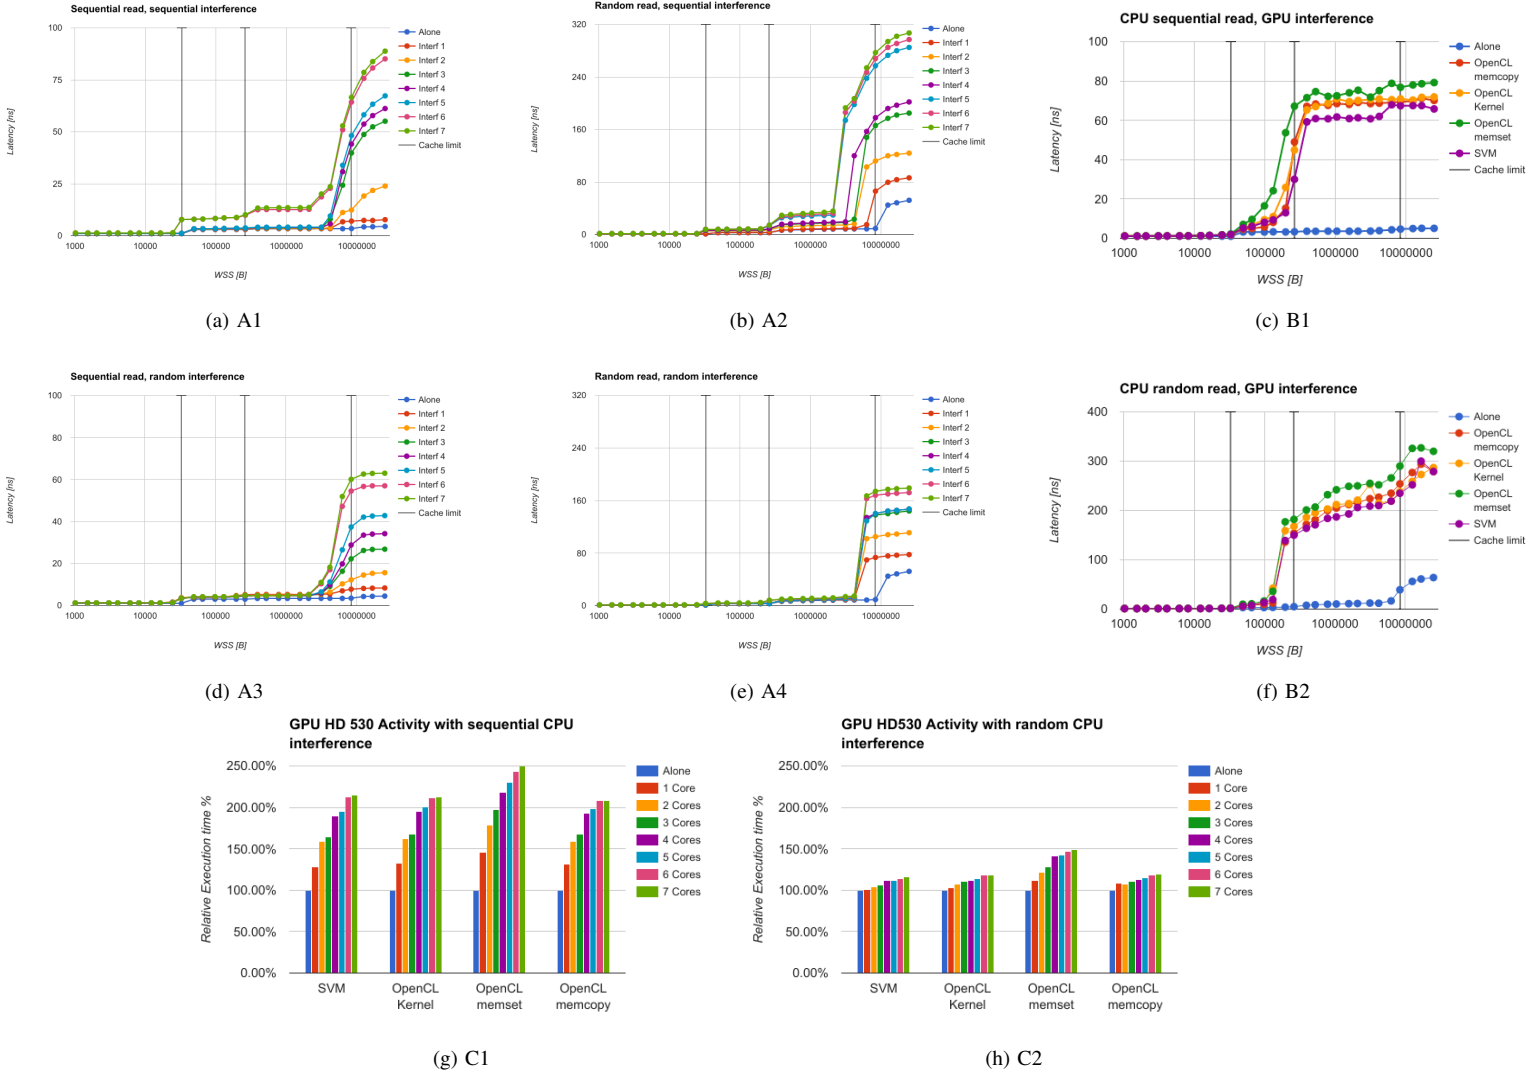 Sequential read, sequential interference
100
75
50
25
0
Latency [ns]
1000
10000
100000
1000000
10000000
WSS [B]
Alone
Interf 1
Interf 2
Interf 3
Interf 4
Interf 5
Interf 6
Interf 7
Cache limit
(a) A1
Random read, sequential interference
320
240
160
80
0
Latency [ns]
1000
10000
100000
1000000
10000000
WSS [B]
Alone
Interf 1
Interf 2
Interf 3
Interf 4
Interf 5
Interf 6
Interf 7
Cache limit
(b) A2
CPU sequential read, GPU interference
100
80
60
40
20
0
Latency [ns]
1000
10000
100000
1000000
10000000
WSS [B]
Alone
OpenCL
memcopy
OpenCL
Kernel
OpenCL
memset
SVM
Cache limit
(c) B1
Sequential read, random interference
100
80
60
40
20
0
Latency [ns]
1000
10000
100000
1000000
10000000
WSS [B]
Alone
Interf 1
Interf 2
Interf 3
Interf 4
Interf 5
Interf 6
Interf 7
Cache limit
(d) A3
Random read, random interference
320
240
160
80
0
Latency [ns]
1000
10000
100000
1000000
10000000
WSS [B]
Alone
Interf 1
Interf 2
Interf 3
Interf 4
Interf 5
Interf 6
Interf 7
Cache limit
(e) A4
CPU random read, GPU interference
400
300
200
100
0
Latency [ns]
1000
10000
100000
1000000
10000000
WSS [B]
Alone
OpenCL
memcopy
OpenCL
Kernel
OpenCL
memset
SVM
Cache limit
(f) B2
GPU HD 530 Activity with sequential CPU
interference
250.00%
200.00%
150.00%
100.00%
50.00%
0.00%
Relative Execution time %
SVM
OpenCL
Kernel
OpenCL
memset
OpenCL
memcopy
Alone
1 Core
2 Cores
3 Cores
4 Cores
5 Cores
6 Cores
7 Cores
(g) C1
GPU HD530 Activity with random CPU
interference
250.00%
200.00%
150.00%
100.00%
50.00%
0.00%
Relative Execution time %
SVM
OpenCL
Kernel
OpenCL
memset
OpenCL
memcopy
Alone
1 Core
2 Cores
3 Cores
4 Cores
5 Cores
6 Cores
7 Cores
(h) C2